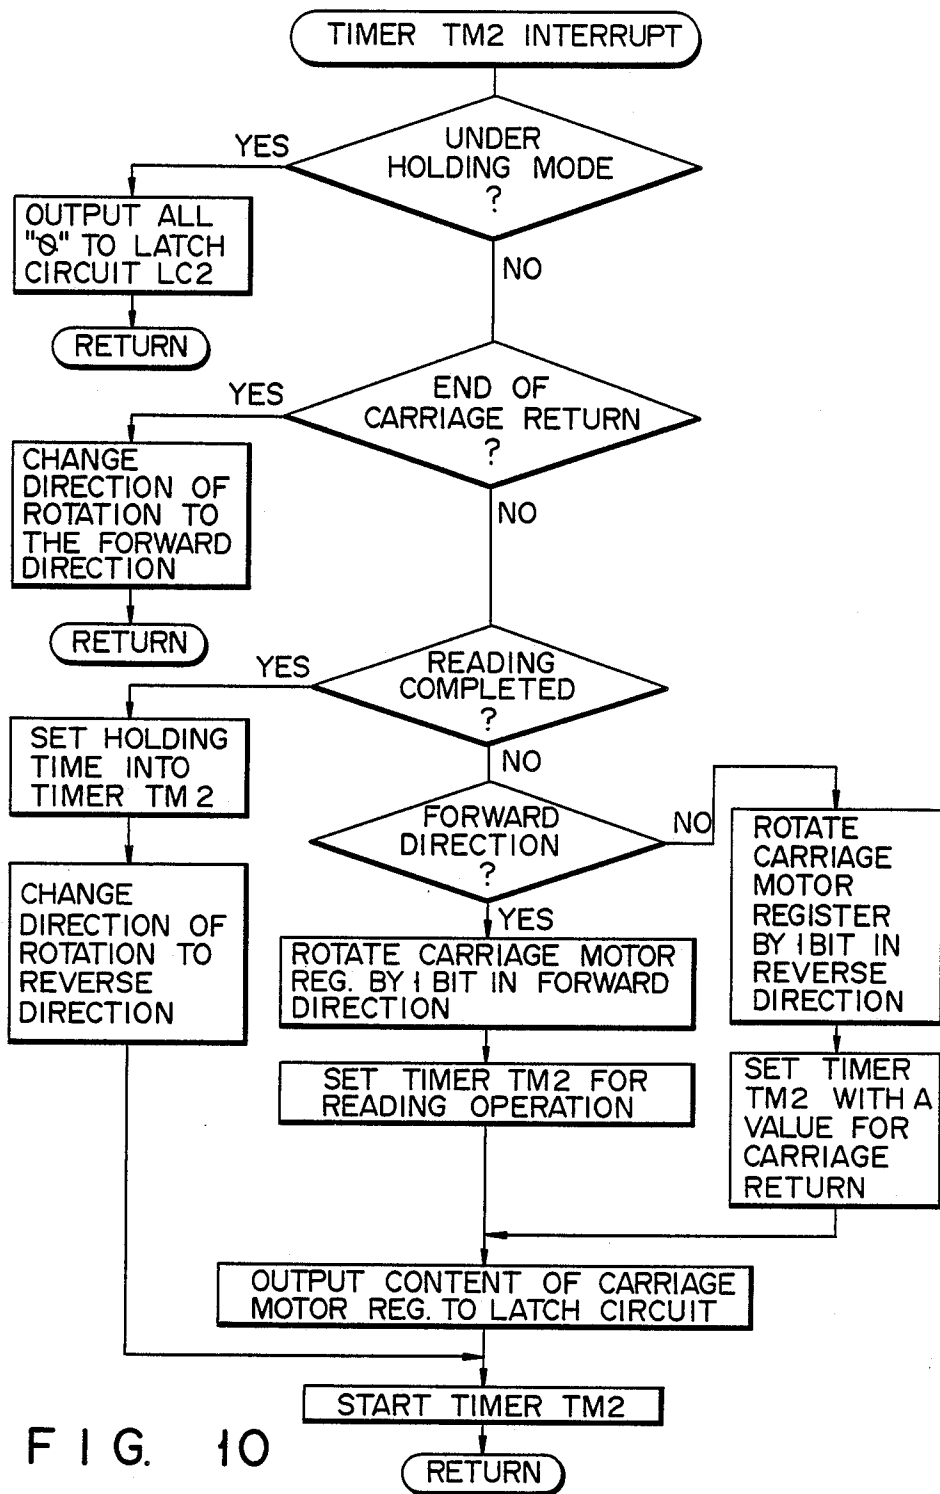 TIMER TM2 INTERRUPT
UNDER
HOLDING MODE
?
YES
NO
OUTPUT ALL
"0" TO LATCH
CIRCUIT LC2
RETURN
END OF
CARRIAGE RETURN
?
YES
NO
CHANGE
DIRECTION OF
ROTATION TO
THE FORWARD
DIRECTION
RETURN
READING
COMPLETED
?
YES
NO
SET HOLDING
TIME INTO
TIMER TM2
CHANGE
DIRECTION OF
ROTATION TO
REVERSE
DIRECTION
FORWARD
DIRECTION
?
NO
YES
ROTATE CARRIAGE MOTOR
REG. BY 1 BIT IN FORWARD
DIRECTION
SET TIMER TM2 FOR
READING OPERATION
ROTATE
CARRIAGE
MOTOR
REGISTER
BY 1 BIT IN
REVERSE
DIRECTION
SET TIMER
TM2 WITH A
VALUE FOR
CARRIAGE
RETURN
OUTPUT CONTENT OF CARRIAGE
MOTOR REG. TO LATCH CIRCUIT
START TIMER TM2
RETURN
FIG. 10